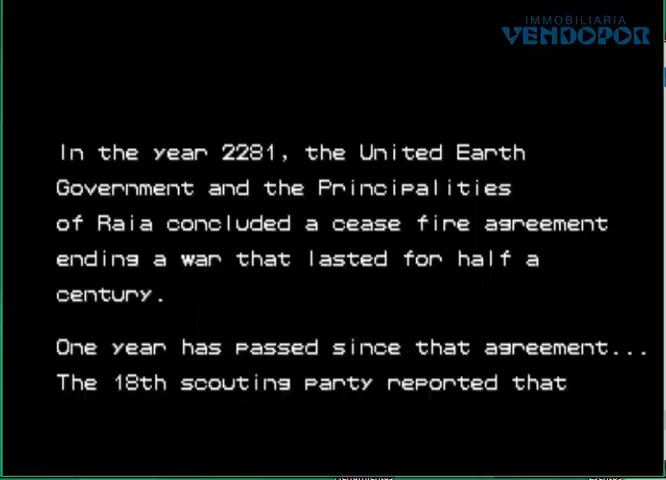 IMMOBILIARIA
VENDOPOR
In the year 2281, the United Earth
Government and the Principalities
of Raia concluded a cease fire agreement
ending a war that lasted for half a
century.
One year has passed since that agreement...
The 18th scouting party reported that